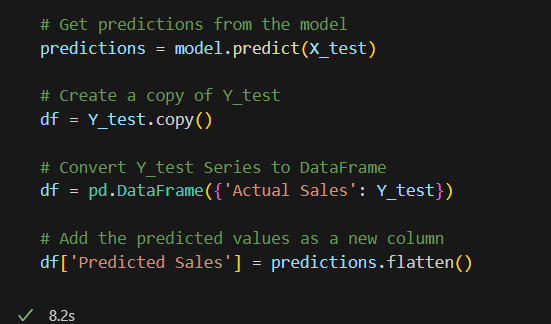 # Get predictions from the model
predictions = model.predict(X_test)
# Create a copy of Y_test
df = Y_test.copy()
# Convert Y_test Series to DataFrame
df = pd.DataFrame({'Actual Sales': Y_test})
# Add the predicted values as a new column
df['Predicted Sales'] = predictions.flatten()
8.2s